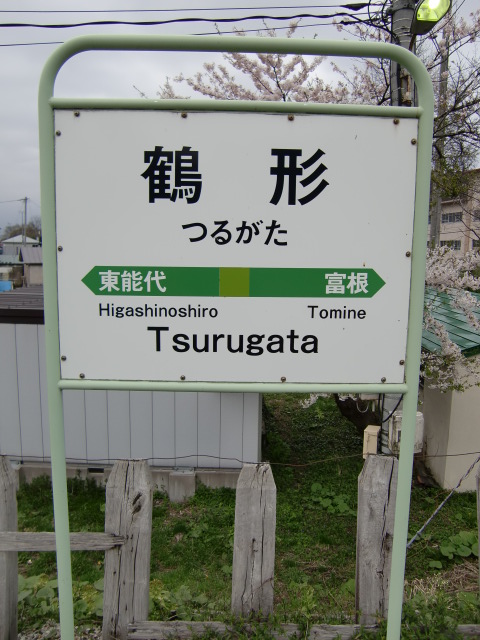 鶴形
つるがた
東能代 富根
Higashinoshiro Tomine
Tsurugata